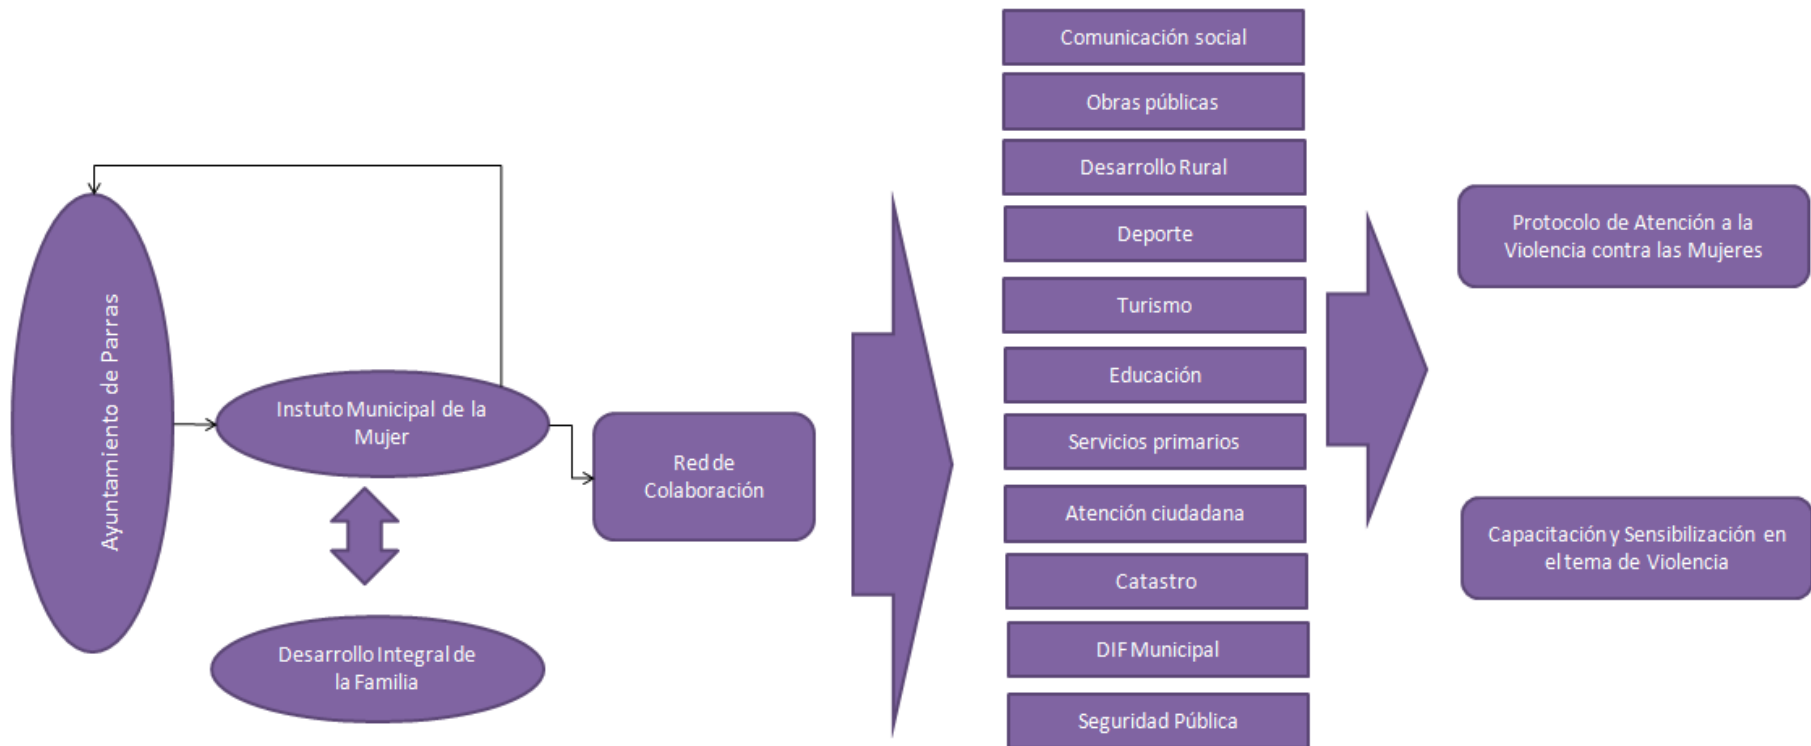 Ayuntamiento de Parras
Instuto Municipal de la
Mujer
Desarrollo Integral de
la Familia
Red de
Colaboración
Comunicación social
Obras públicas
Desarrollo Rural
Deporte
Turismo
Educación
Servicios primarios
Atención ciudadana
Catastro
DIF Municipal
Seguridad Pública
Protocolo de Atención a la
Violencia contra las Mujeres
Capacitación y Sensibilización en
el tema de Violencia